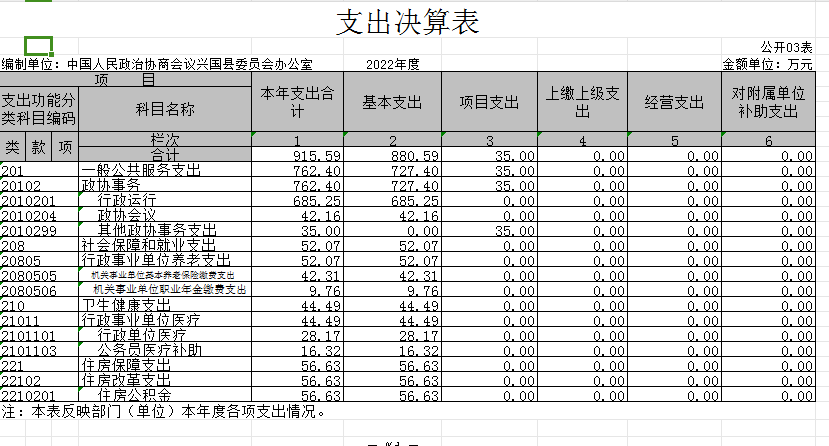 支出决算表
公开03表
编制单位：中国人民政治协商会议兴国县委员会办公室 2022年度 金额单位：万元
项 目 本年支出合计 基本支出 项目支出 上缴上级支出 经营支出 对附属单位补助支出
支出功能分类科目编码 科目名称
类 款 项 栏次 1 2 3 4 5 6
合计 915.59 880.59 35.00 0.00 0.00 0.00
201 一般公共服务支出 762.40 727.40 35.00 0.00 0.00 0.00
20102 政协事务 762.40 727.40 35.00 0.00 0.00 0.00
2010201 行政运行 685.25 685.25 0.00 0.00 0.00 0.00
2010204 政协会议 42.16 42.16 0.00 0.00 0.00 0.00
2010299 其他政协事务支出 35.00 0.00 35.00 0.00 0.00 0.00
208 社会保障和就业支出 52.07 52.07 0.00 0.00 0.00 0.00
20805 行政事业单位养老支出 52.07 52.07 0.00 0.00 0.00 0.00
2080505 机关事业单位基本养老保险缴费支出 42.31 42.31 0.00 0.00 0.00 0.00
2080506 机关事业单位职业年金缴费支出 9.76 9.76 0.00 0.00 0.00 0.00
210 卫生健康支出 44.49 44.49 0.00 0.00 0.00 0.00
21011 行政事业单位医疗 44.49 44.49 0.00 0.00 0.00 0.00
2101101 行政单位医疗 28.17 28.17 0.00 0.00 0.00 0.00
2101103 公务员医疗补助 16.32 16.32 0.00 0.00 0.00 0.00
221 住房保障支出 56.63 56.63 0.00 0.00 0.00 0.00
22102 住房改革支出 56.63 56.63 0.00 0.00 0.00 0.00
2210201 住房公积金 56.63 56.63 0.00 0.00 0.00 0.00
注：本表反映部门（单位）本年度各项支出情况。